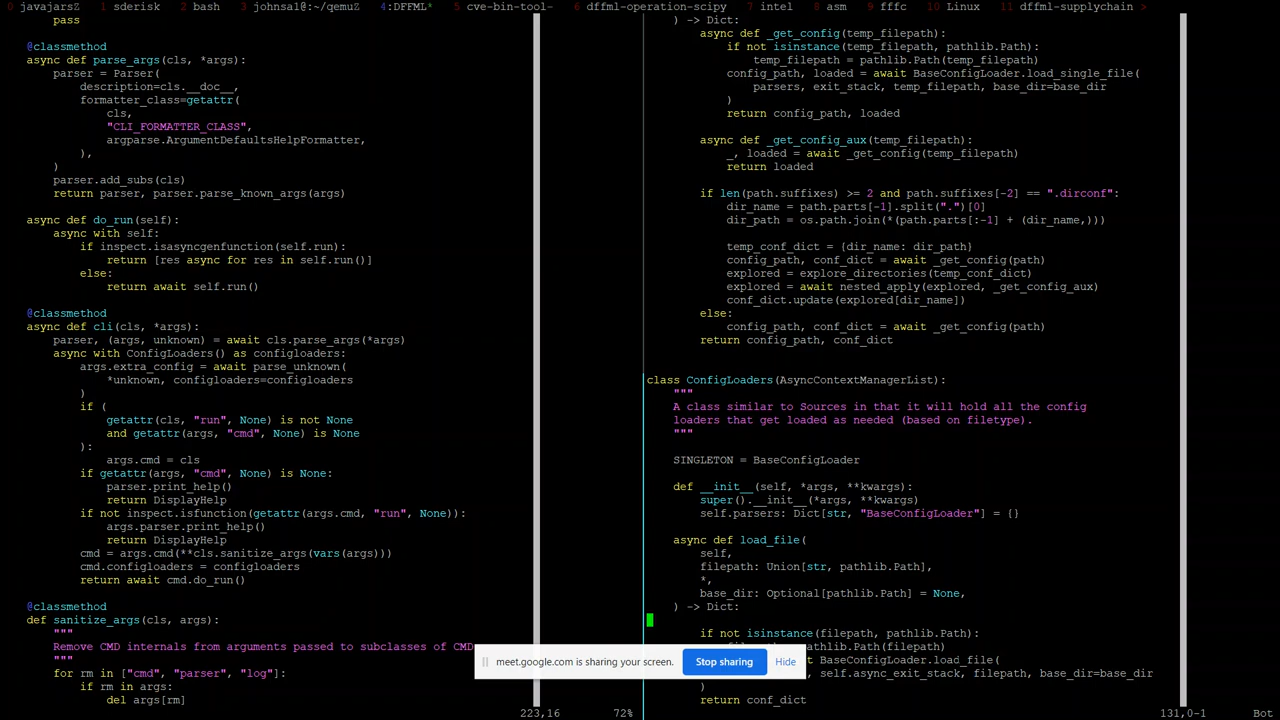 0 javajarsZ 1 sderisk 2 bash 3 johnsal@:~/qemuZ 4:DFFML* 5 cve-bin-tool- 6 dffml-operation-scipy 7 intel 8 asm 9 fffc 10 Linux 11 dffml-supplychain >
pass
@classmethod
async def parse_args(cls, *args):
parser = Parser(
description=cls.__doc__,
formatter_class=getattr(
cls,
"CLI_FORMATTER_CLASS",
argparse.ArgumentDefaultsHelpFormatter,
),
)
parser.add_subs(cls)
return parser, parser.parse_known_args(args)
async def do_run(self):
async with self:
if inspect.isasyncgenfunction(self.run):
return [res async for res in self.run()]
else:
return await self.run()
@classmethod
async def cli(cls, *args):
parser, (args, unknown) = await cls.parse_args(*args)
async with ConfigLoaders() as configloaders:
args.extra_config = await parse_unknown(
*unknown, configloaders=configloaders
)
if (
getattr(cls, "run", None) is not None
and getattr(args, "cmd", None) is None
):
args.cmd = cls
if getattr(args, "cmd", None) is None:
parser.print_help()
return DisplayHelp
if not inspect.isfunction(getattr(args.cmd, "run", None)):
args.parser.print_help()
return DisplayHelp
cmd = args.cmd(**cls.sanitize_args(vars(args)))
cmd.configloaders = configloaders
return await cmd.do_run()
@classmethod
def sanitize_args(cls, args):
"""
Remove CMD internals from arguments passed to subclasses of CMD
"""
for rm in ["cmd", "parser", "log"]:
if rm in args:
del args[rm]
223,16 72%
) -> Dict:
async def _get_config(temp_filepath):
if not isinstance(temp_filepath, pathlib.Path):
temp_filepath = pathlib.Path(temp_filepath)
config_path, loaded = await BaseConfigLoader.load_single_file(
parsers, exit_stack, temp_filepath, base_dir=base_dir
)
return config_path, loaded
async def _get_config_aux(temp_filepath):
_, loaded = await _get_config(temp_filepath)
return loaded
if len(path.suffixes) >= 2 and path.suffixes[-2] == ".dirconf":
dir_name = path.parts[-1].split(".")[0]
dir_path = os.path.join(*(path.parts[:-1] + (dir_name,)))
temp_conf_dict = {dir_name: dir_path}
config_path, conf_dict = await _get_config(path)
explored = explore_directories(temp_conf_dict)
explored = await nested_apply(explored, _get_config_aux)
conf_dict.update(explored[dir_name])
else:
config_path, conf_dict = await _get_config(path)
return config_path, conf_dict
class ConfigLoaders(AsyncContextManagerList):
"""
A class similar to Sources in that it will hold all the config
loaders that get loaded as needed (based on filetype).
"""
SINGLETON = BaseConfigLoader
def __init__(self, *args, **kwargs):
super().__init__(*args, **kwargs)
self.parsers: Dict[str, "BaseConfigLoader"] = {}
async def load_file(
self,
filepath: Union[str, pathlib.Path],
*,
base_dir: Optional[pathlib.Path] = None,
) -> Dict:
if not isinstance(filepath, pathlib.Path):
.Path(filepath)
BaseConfigLoader.load_file(
, self.async_exit_stack, filepath, base_dir=base_dir
)
return conf_dict
131,0-1 Bot
meet.google.com is sharing your screen. Stop sharing Hide